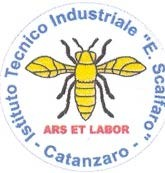 Istituto Tecnico Industriale "E. Scalfaro"
ARS ET LABOR
- Catanzaro -